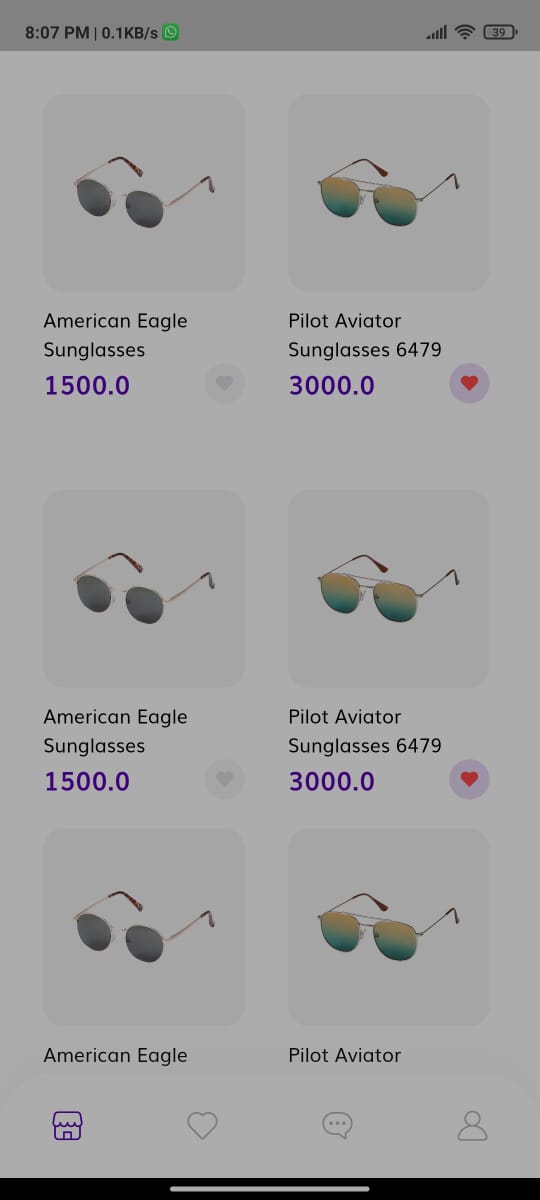 8:07 PM | 0.1KB/s
39
American Eagle
Sunglasses
1500.0
Pilot Aviator
Sunglasses 6479
3000.0
American Eagle
Sunglasses
1500.0
Pilot Aviator
Sunglasses 6479
3000.0
American Eagle
Pilot Aviator